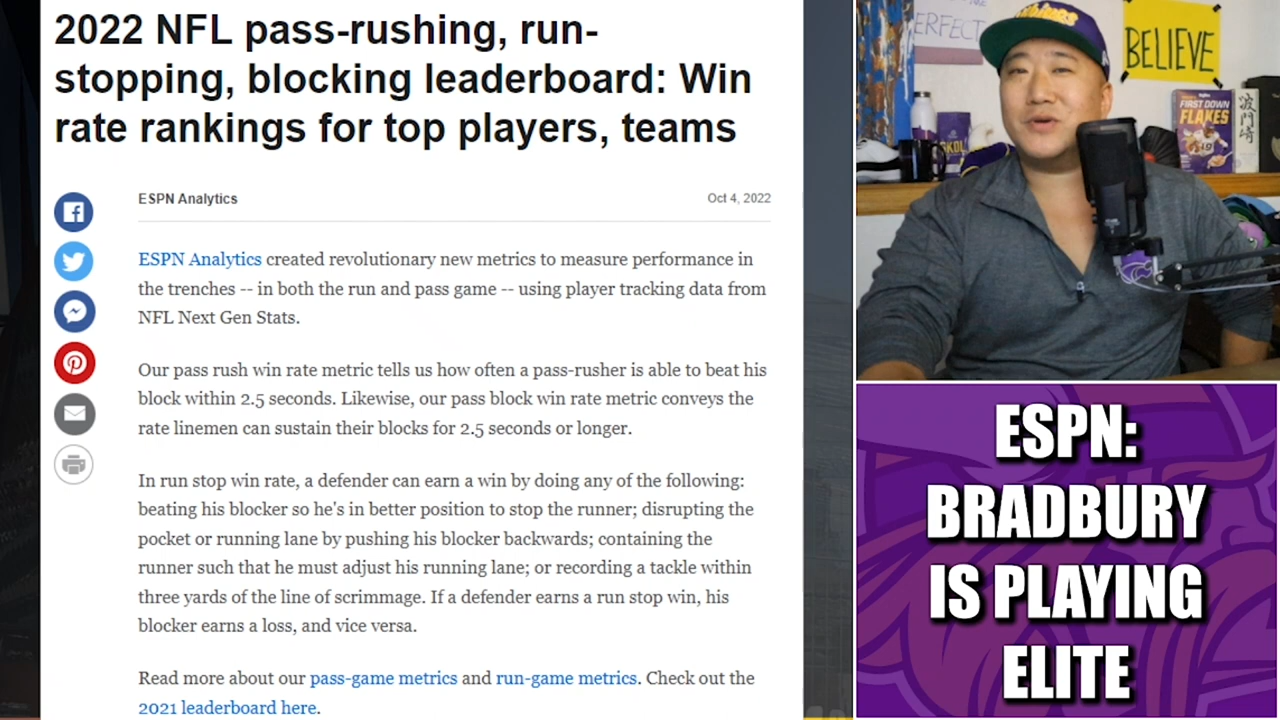 2022 NFL pass-rushing, run-
stopping, blocking leaderboard: Win
rate rankings for top players, teams
ESPN Analytics
Oct 4, 2022
ESPN Analytics created revolutionary new metrics to measure performance in
the trenches -- in both the run and pass game -- using player tracking data from
NFL Next Gen Stats.
Our pass rush win rate metric tells us how often a pass-rusher is able to beat his
block within 2.5 seconds. Likewise, our pass block win rate metric conveys the
rate linemen can sustain their blocks for 2.5 seconds or longer.
In run stop win rate, a defender can earn a win by doing any of the following:
beating his blocker so he's in better position to stop the runner; disrupting the
pocket or running lane by pushing his blocker backwards; containing the
runner such that he must adjust his running lane; or recording a tackle within
three yards of the line of scrimmage. If a defender earns a run stop win, his
blocker earns a loss, and vice versa.
Read more about our pass-game metrics and run-game metrics. Check out the
2021 leaderboard here.
BELIEVE
FIRST DOWN
FLAKES
SKOL
波
門
崎
ESPN:
BRADBURY
IS PLAYING
ELITE